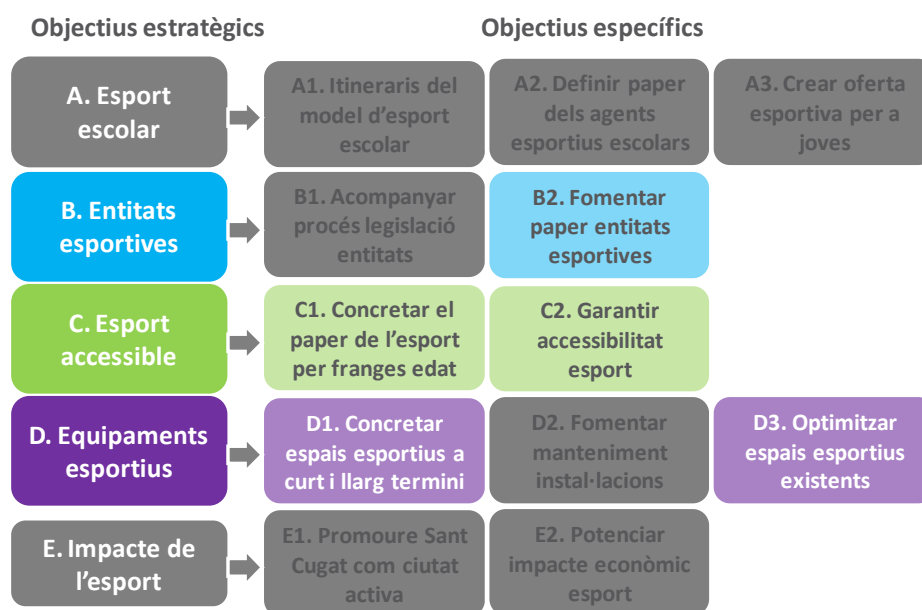 Objectius estratègics
Objectius específics
A. Esport
escolar
A1. Itineraris del
model d'esport
escolar
A2. Definir paper
dels agents
esportius escolars
A3. Crear oferta
esportiva per a
joves
B. Entitats
esportives
B1. Acompanyar
procés legislació
entitats
B2. Fomentar
paper entitats
esportives
C. Esport
accessible
C1. Concretar el
paper de l'esport
per franges edat
C2. Garantir
accessibilitat
esport
D. Equipaments
esportius
D1. Concretar
espais esportius a
curt i llarg termini
D2. Fomentar
manteniment
instal·lacions
D3. Optimitzar
espais esportius
existents
E. Impacte de
l'esport
E1. Promoure Sant
Cugat com ciutat
activa
E2. Potenciar
impacte econòmic
esport